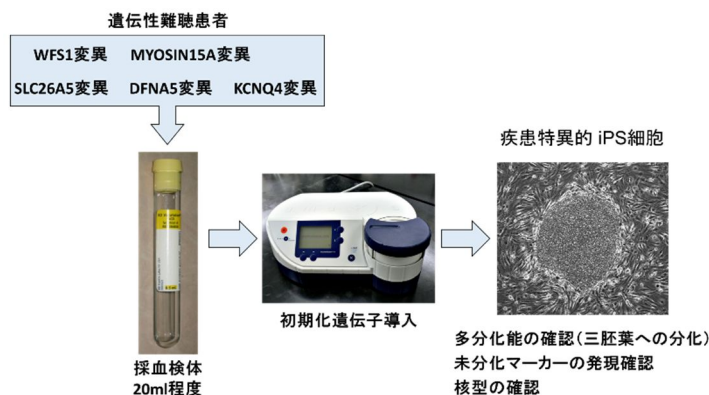 遺伝性難聴患者
WFS1変異 MYOSIN15A変異
SLC26A5変異 DFNA5変異 KCNQ4変異
疾患特異的 iPS細胞
初期化遺伝子導入
採血検体
20ml程度
多分化能の確認(三胚葉への分化)
未分化マーカーの発現確認
核型の確認